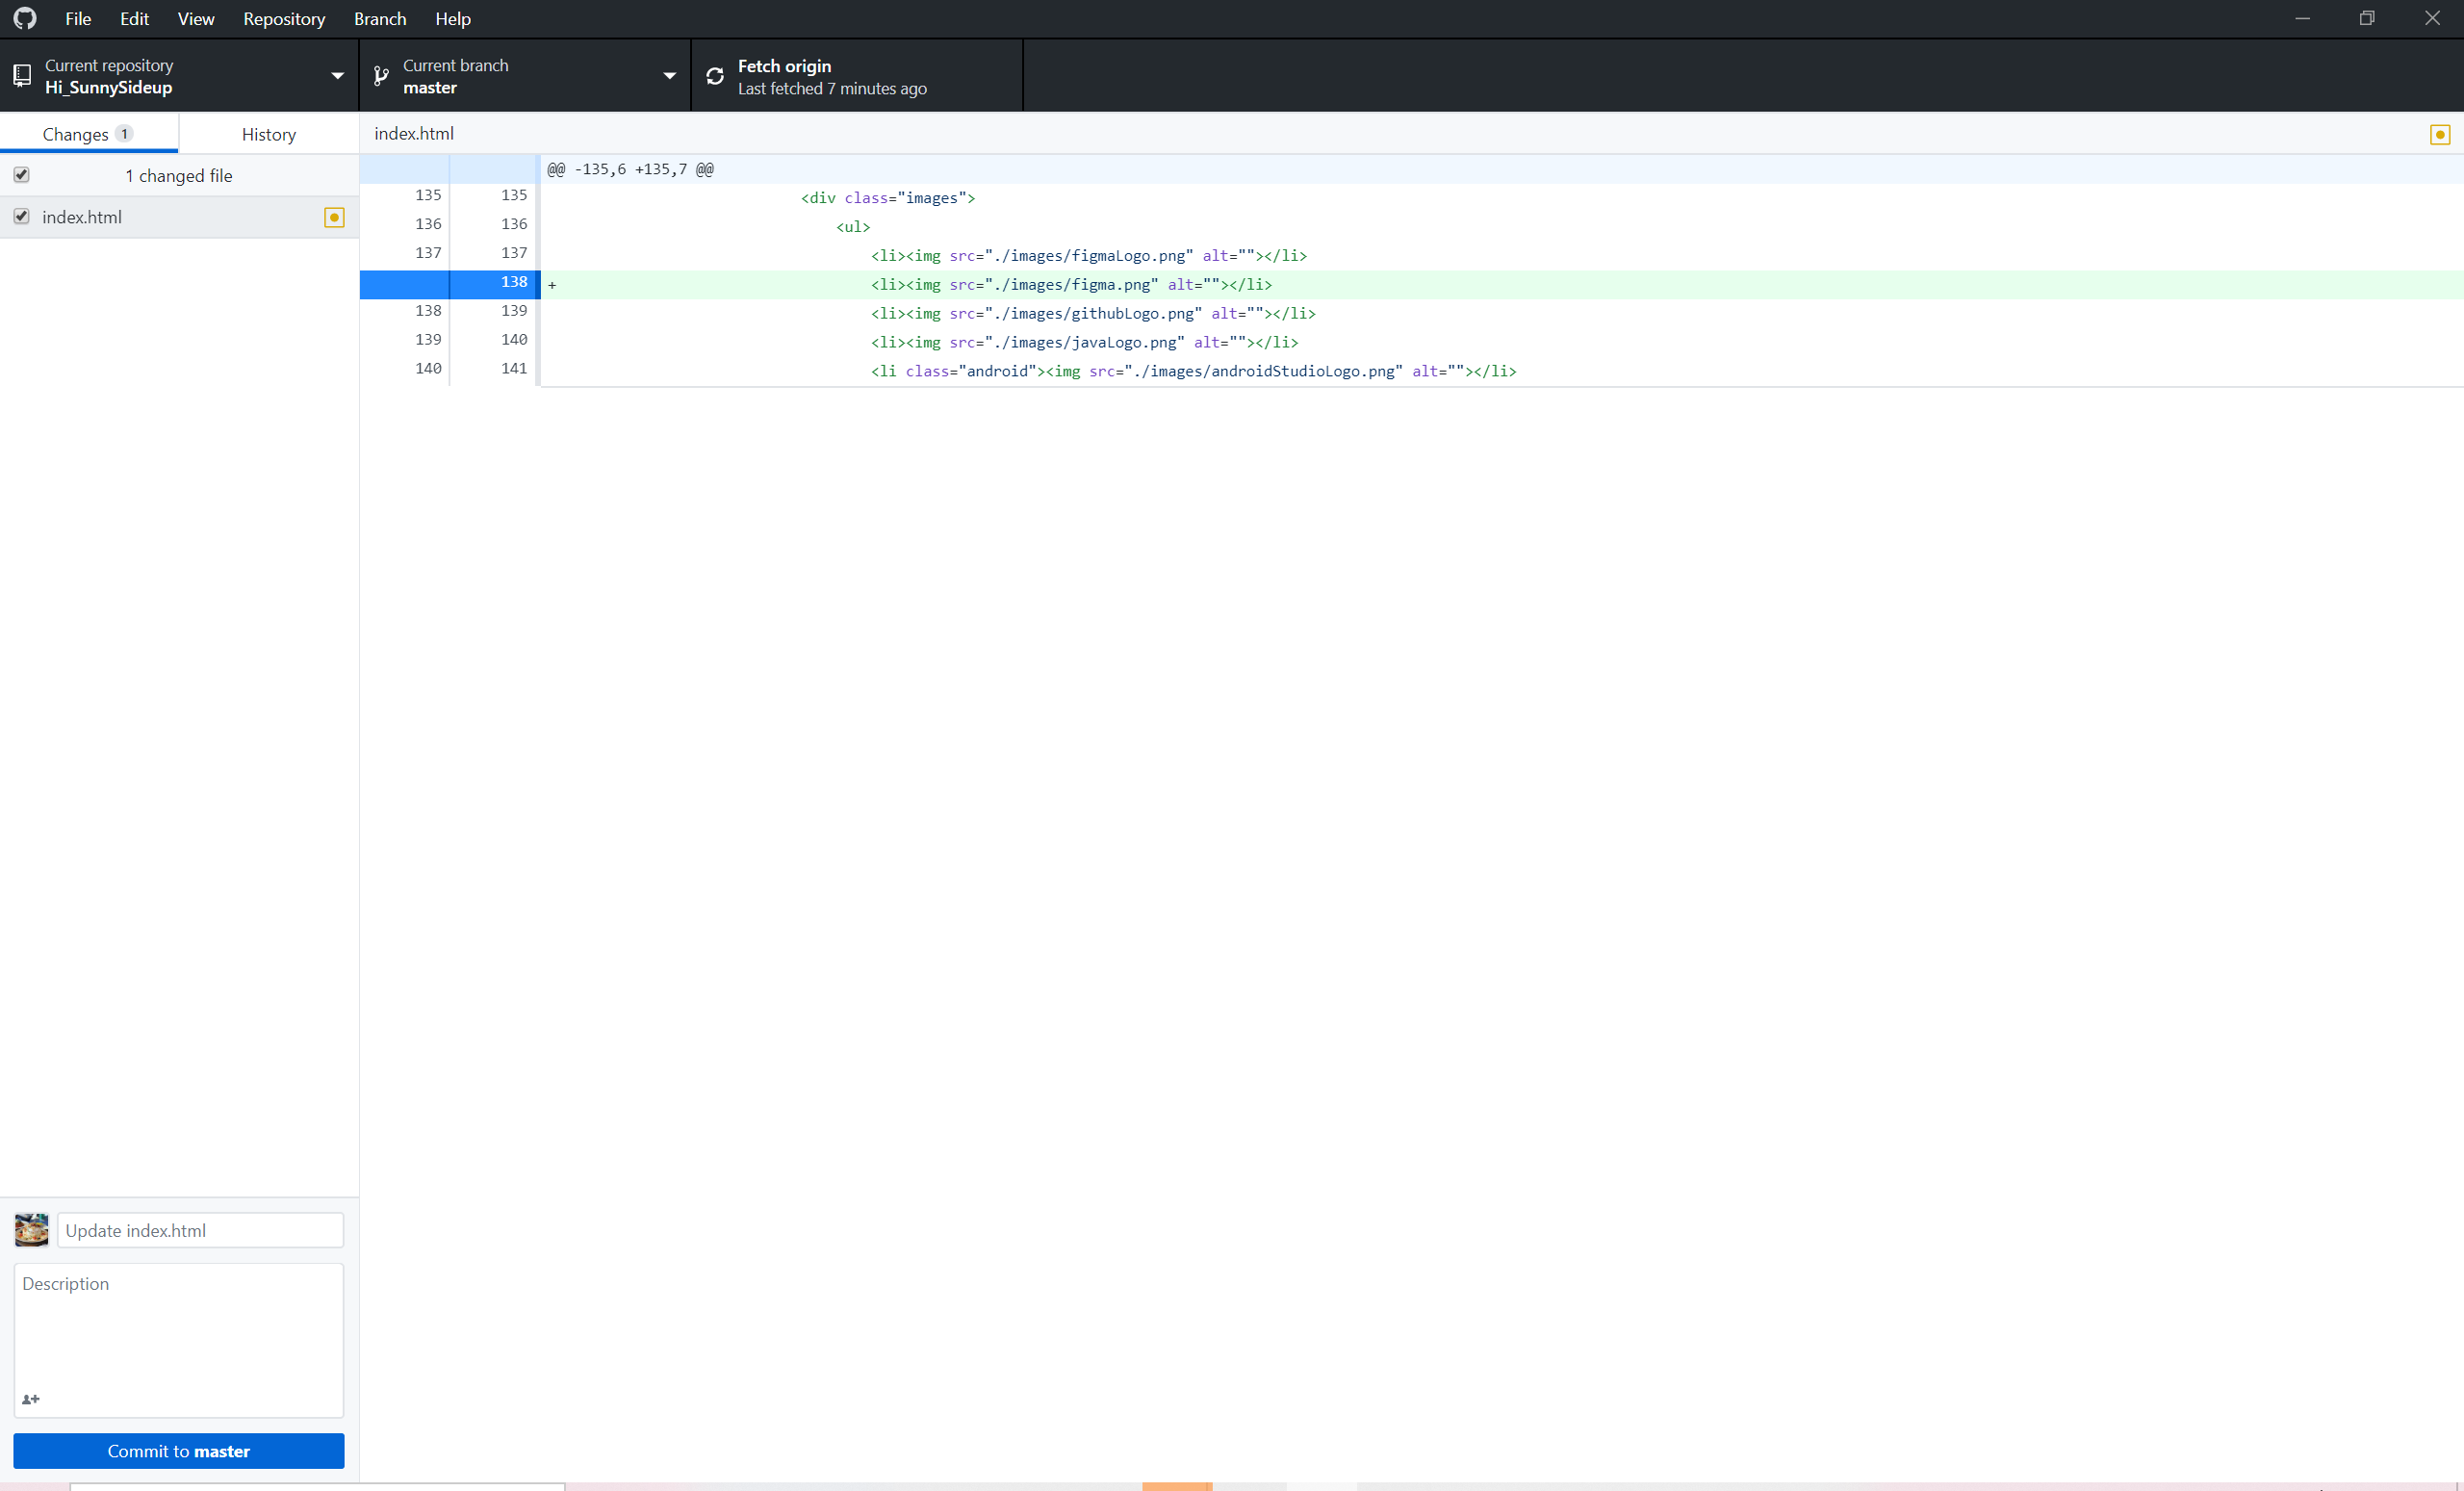 File Edit View Repository Branch Help
Current repository
Hi_SunnySideup
Current branch
master
Fetch origin
Last fetched 7 minutes ago
Changes 1
History
index.html
1 changed file
index.html
@@ -135,6 +135,7 @@
135 135 <div class="images">
136 136 <ul>
137 137 <li><img src="./images/figmaLogo.png" alt=""></li>
138 + <li><img src="./images/figma.png" alt=""></li>
138 139 <li><img src="./images/githubLogo.png" alt=""></li>
139 140 <li><img src="./images/javaLogo.png" alt=""></li>
140 141 <li class="android"><img src="./images/androidStudioLogo.png" alt=""></li>
Update index.html
Description
Commit to master